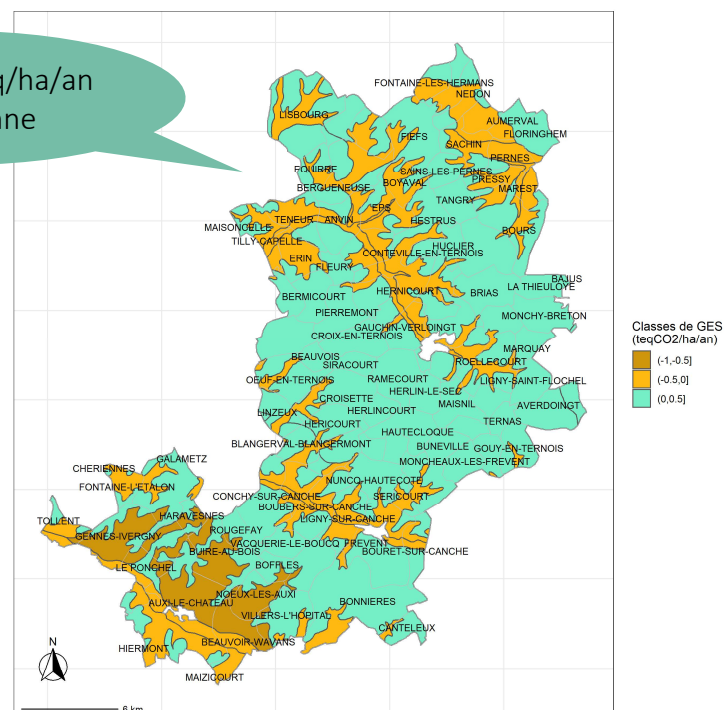 q/ha/an
nne
FONTAINE-LES-HERMANS
NEDON
LISBOURG
AUMERVAL
FLORINGHEM
FIEFS
SACHIN
PERNES
SAINS-LES-PERNES
PRESSY
BOYAVAL
MAREST
BERGUENEUSE
TANGRY
EPS
TENEUR
ANVIN
HESTRUS
MAISONCELLE
BOURS
TILLY-CAPELLE
HUCLIER
CONTEVILLE-EN-TERNOIS
ERIN
FLEURY
BAJUS
LA THIEULOYE
HERNICOURT
BRIAS
BERMICOURT
PIERREMONT
MONCHY-BRETON
GAUCHIN-VERLOINGT
CROIX-EN-TERNOIS
MARQUAY
BEAUVOIS
SIRACOURT
ROELLECOURT
OEUF-EN-TERNOIS
RAMECOURT
LIGNY-SAINT-FLOCHEL
HERLIN-LE-SEC
CROISETTE
MAISNIL
AVERDOINGT
LINZEUX
HERLINCOURT
HERICOURT
TERNAS
HAUTECLOQUE
BLANGERVAL-BLANGERMONT
BUNEVILLE
GOUY-EN-TERNOIS
GALAMETZ
MONCHEAUX-LES-FREVENT
CHERIENNES
NUNCQ-HAUTECOTE
FONTAINE-L'ETALON
CONCHY-SUR-CANCHE
SERICOURT
BOUBERS-SUR-CANCHE
HARAVESNES
LIGNY-SUR-CANCHE
TOLLENT
ROUGEFAY
GENNES-IVERGNY
VACQUERIE-LE-BOUCQ
FREVENT
BUIRE-AU-BOIS
BOURET-SUR-CANCHE
LE PONCHEL
BOFFLES
NOEUX-LES-AUXI
AUXI-LE-CHATEAU
BONNIERES
VILLERS-L'HOPITAL
CANTELEUX
BEAUVOIR-WAVANS
HIERMONT
MAIZICOURT
N
6 km
Classes de GES
(teqCO2/ha/an)
(-1,-0.5]
(-0.5,0]
(0,0.5]